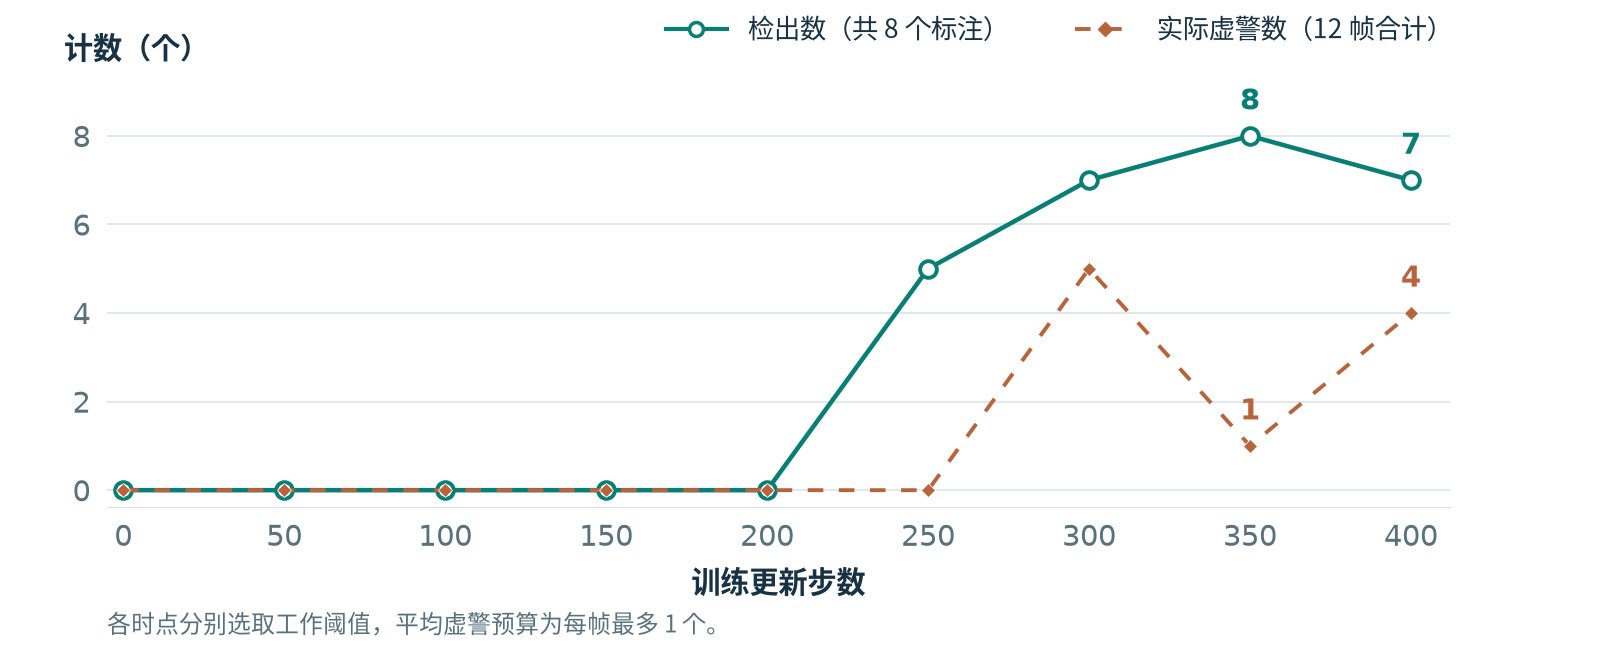 检出数（共 8 个标注）
实际虚警数（12 帧合计）
计数（个）
8
7
4
1
8
6
4
2
0
0 50 100 150 200 250 300 350 400
训练更新步数
各时点分别选取工作阈值，平均虚警预算为每帧最多 1 个。